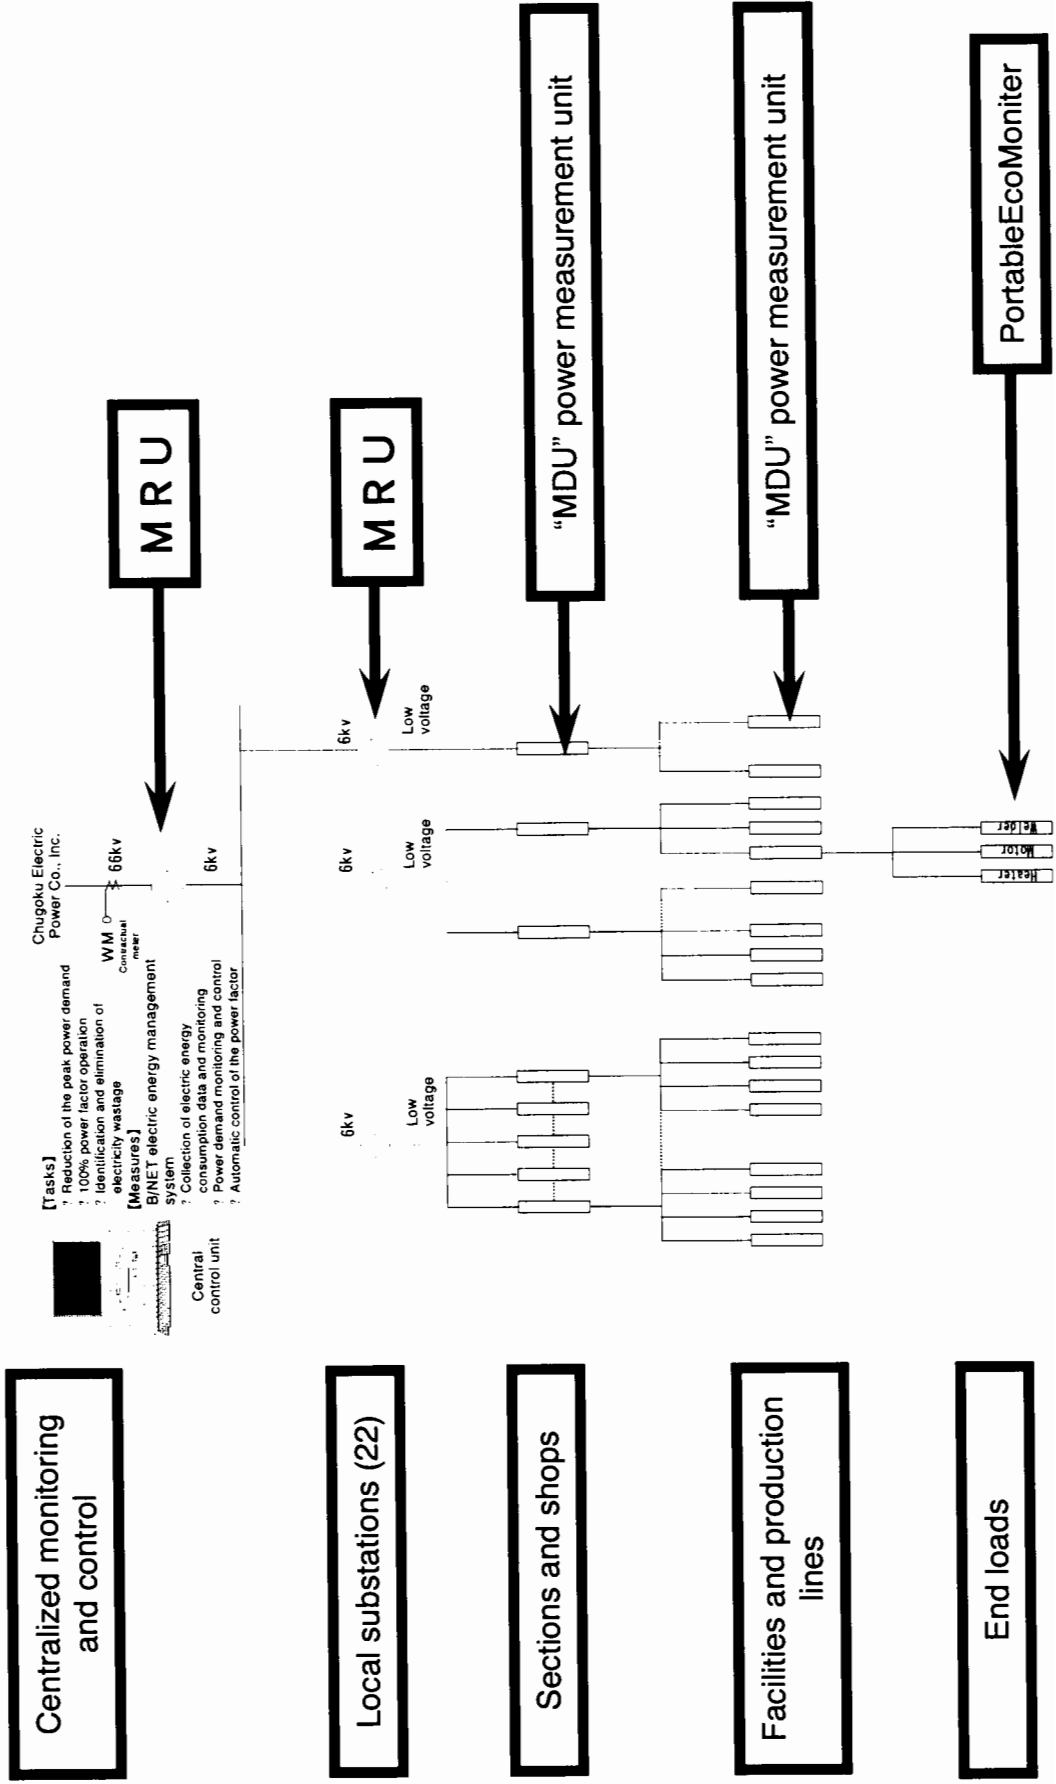 Centralized monitoring
and control
Central
control unit
【Tasks】
? Reduction of the peak power demand
? 100% power factor operation
? Identification and elimination of
electricity wastage
【Measures】
B/NET electric energy management
system
? Collection of electric energy
consumption data and monitoring
? Power demand monitoring and control
? Automatic control of the power factor
Chugoku Electric
Power Co., Inc.
WM
Contractual
meter
66kv
6kv
M R U
Local substations (22)
6kv
Low
voltage
6kv
Low
voltage
6kv
Low
voltage
M R U
Sections and shops
“MDU” power measurement unit
Facilities and production
lines
“MDU” power measurement unit
End loads
Heater
Motor
Welder
PortableEcoMoniter